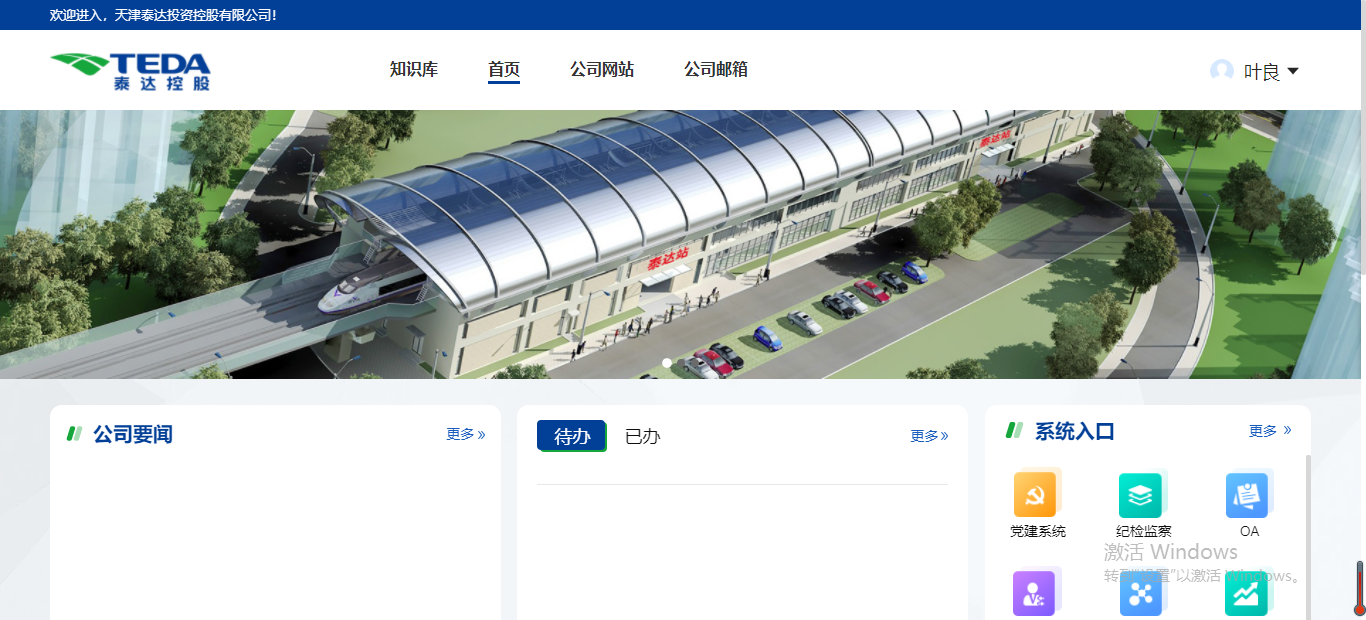 欢迎进入，天津泰达投资控股有限公司!
TEDA
泰达控股
知识库 首页 公司网站 公司邮箱
叶良
泰达站
泰达站
公司要闻 更多»
待办 已办 更多»
系统入口 更多»
党建系统 纪检监察 OA
激活 Windows
转到"设置"以激活 Windows。